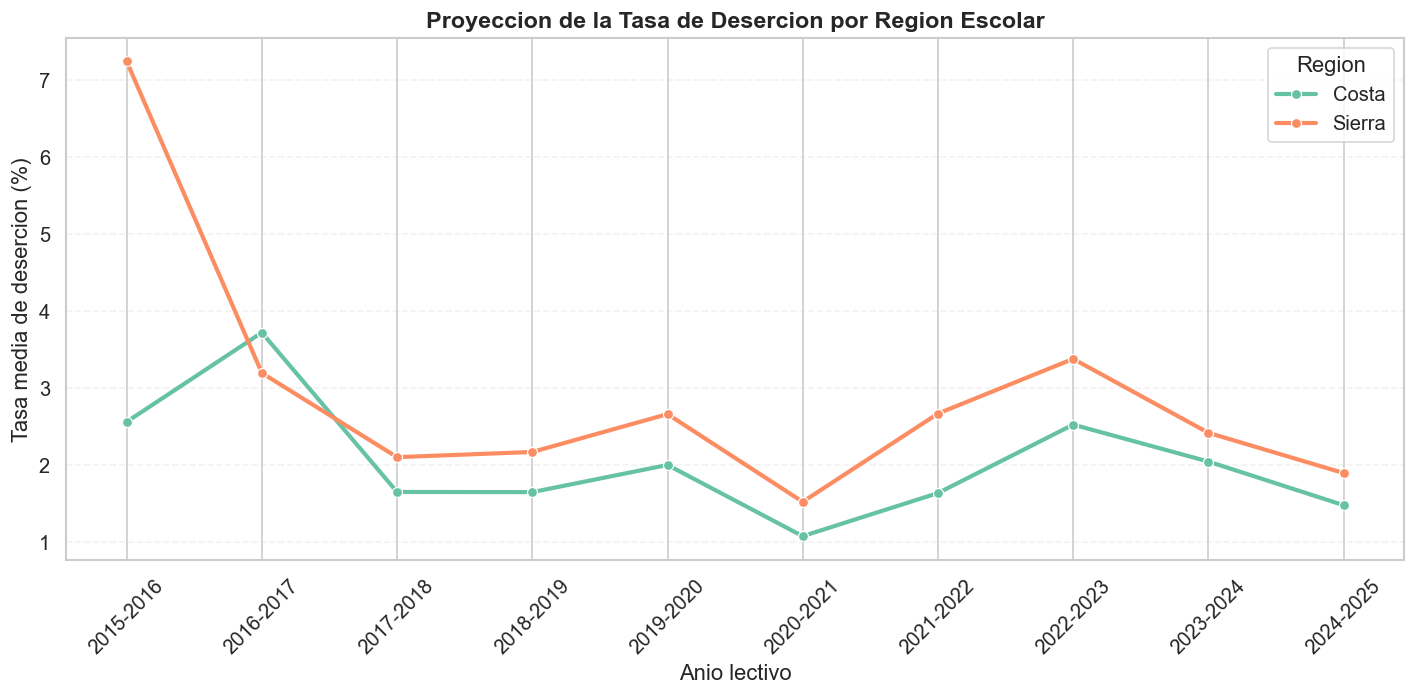 Proyeccion de la Tasa de Desercion por Region Escolar
Tasa media de desercion (%)
7
6
5
4
3
2
1
Region
Costa
Sierra
2015-2016
2016-2017
2017-2018
2018-2019
2019-2020
2020-2021
2021-2022
2022-2023
2023-2024
2024-2025
Anio lectivo